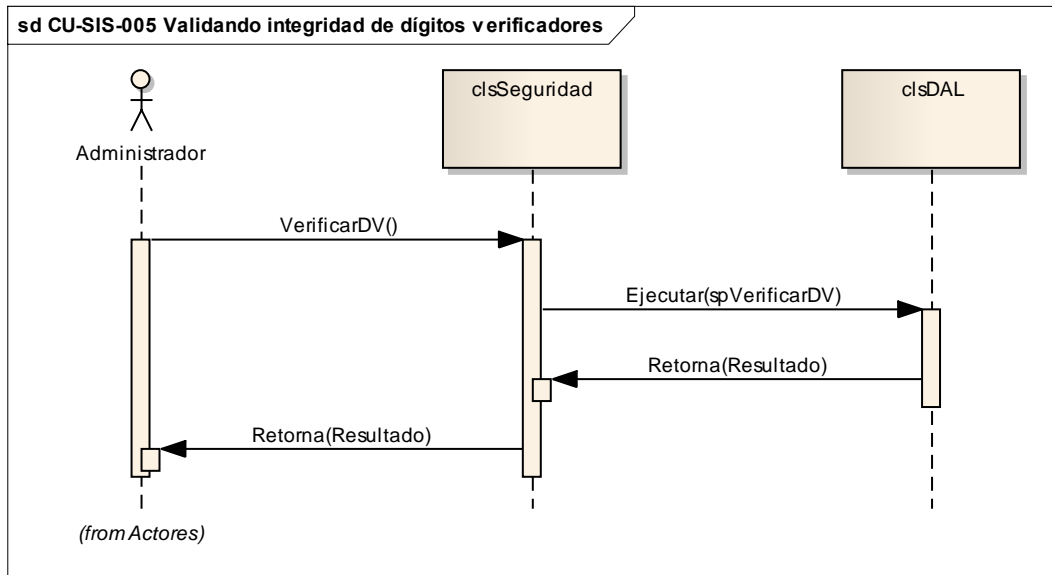 sd CU-SIS-005 Validando integridad de dígitos verificadores
clsSeguridad
clsDAL
Administrador
VerificarDV()
Ejecutar(spVerificarDV)
Retorna(Resultado)
Retorna(Resultado)
(from Actores)